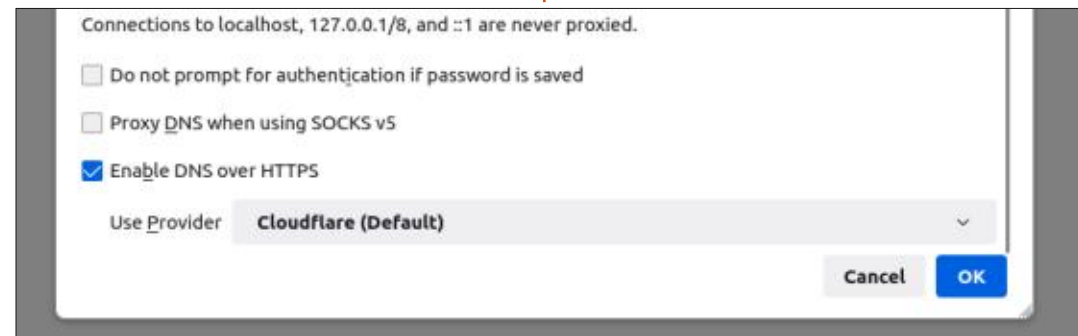 Connections to localhost, 127.0.0.1/8, and ::1 are never proxied.
Do not prompt for authentication if password is saved
Proxy DNS when using SOCKS v5
Enable DNS over HTTPS
Use Provider Cloudflare (Default)
Cancel OK